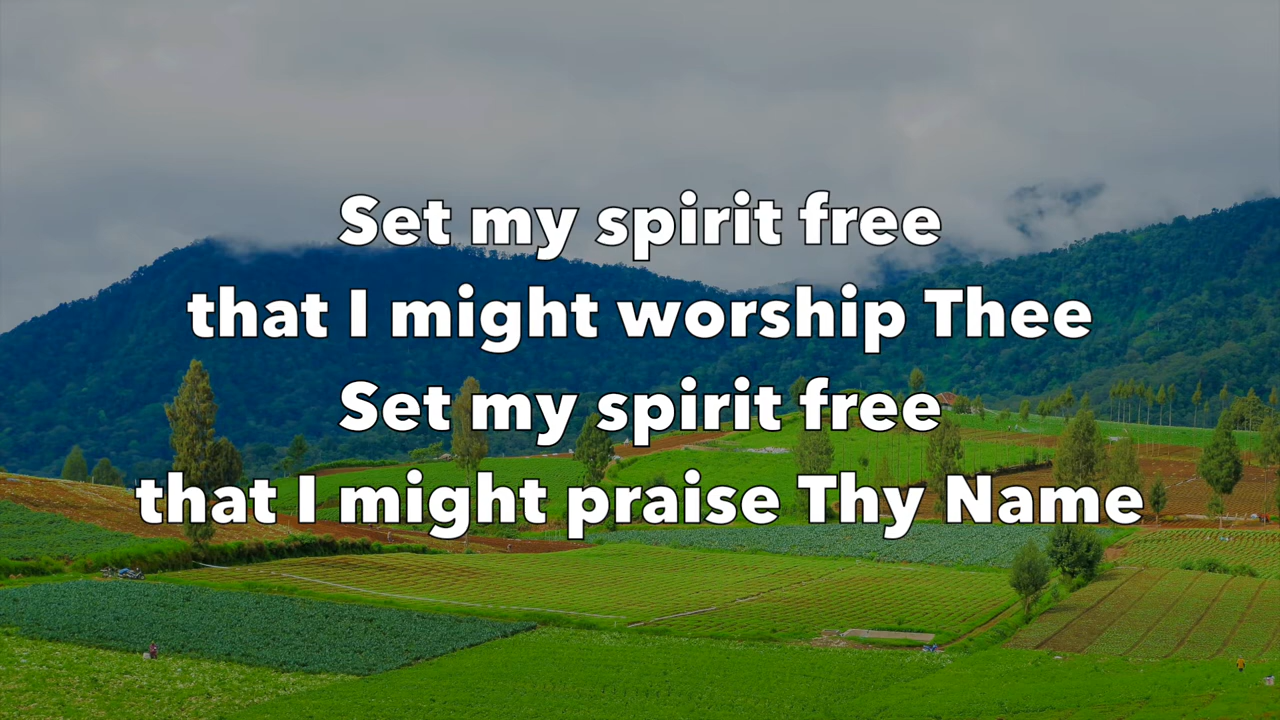 Set my spirit free
that I might worship Thee
Set my spirit free
that I might praise Thy Name